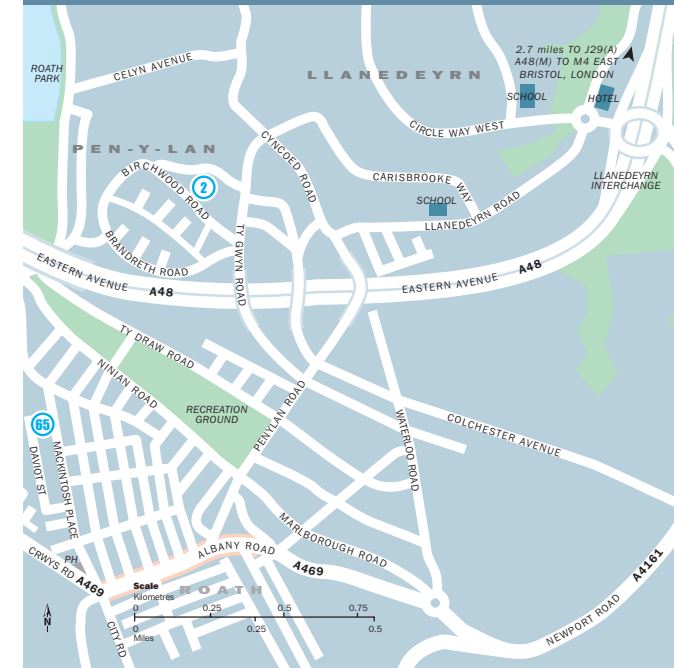 ROATH
PARK
CELYN AVENUE
LLANEDEYRN
2.7 miles TO J29(A)
A48(M) TO M4 EAST
BRISTOL, LONDON
SCHOOL
HOTEL
CIRCLE WAY WEST
PEN-Y-LAN
CYNCOED ROAD
BIRCHWOOD ROAD
2
CARISBROOKE WAY
LLANEDEYRN
INTERCHANGE
SCHOOL
LLANEDEYRN ROAD
BRANDRETH ROAD
TY GWYN ROAD
EASTERN AVENUE
A48
EASTERN AVENUE
A48
TY DRAW ROAD
NINIAN ROAD
RECREATION
GROUND
PENYLAN ROAD
WATERLOO ROAD
COLCHESTER AVENUE
65
DAVIOT ST
MACKINTOSH PLACE
MARLBOROUGH ROAD
ALBANY ROAD
A469
PH
CRWYS RD
A469
ROATH
Scale
Kilometres
0
0.25
0.5
0.75
0
0.25
0.5
Miles
N
CITY RD
NEWPORT ROAD
A4161